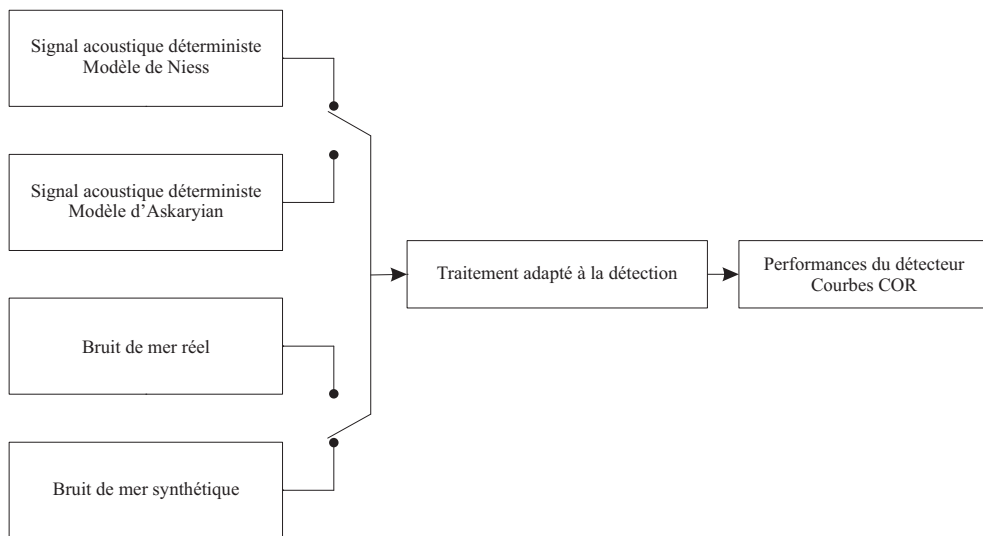 Signal acoustique déterministe
Modèle de Niess
Signal acoustique déterministe
Modèle d'Askaryian
Traitement adapté à la détection
Performances du détecteur
Courbes COR
Bruit de mer réel
Bruit de mer synthétique